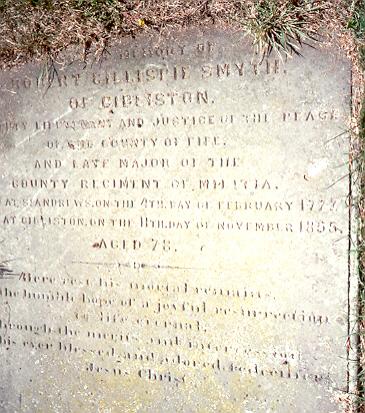 MEMORY OF
ROBERT GILLISPIE SMYTH.
OF GIBLISTON.
LIEUTENANT AND JUSTICE OF THE PEACE
OF THE COUNTY OF FIFE.
AND LATE MAJOR OF THE
COUNTY REGIMENT OF MILITIA.
AT ST ANDREWS, ON THE 4TH. DAY OF FEBRUARY 1777.
AT GIBLISTON, ON THE 11TH. DAY OF NOVEMBER 1855.
AGED 78.
Here rest his mortal remains,
the humble hope of a joyful resurrection
to life eternal,
through the merits and intercession
his ever blessed and adored Redeemer
Jesus Christ